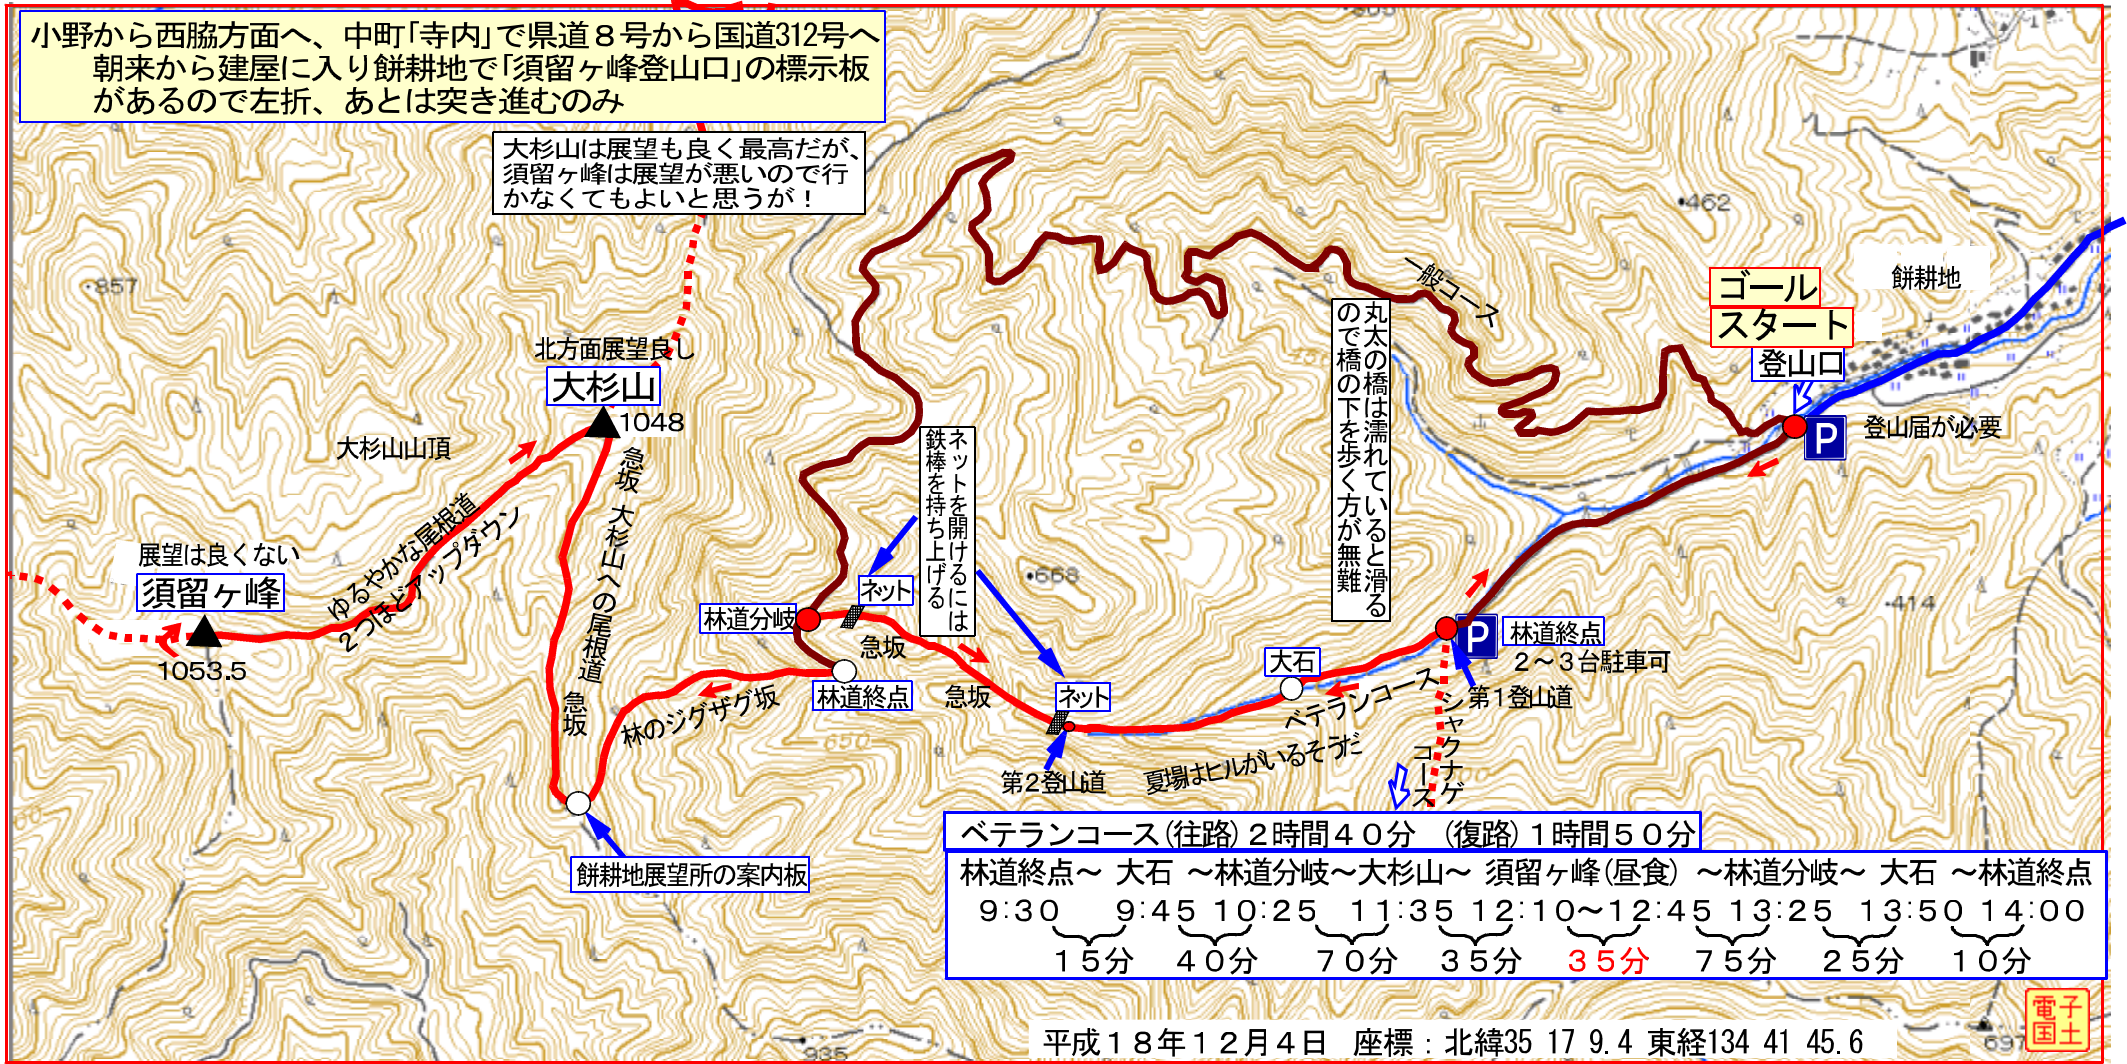 小野から西脇方面へ、中町｢寺内｣で県道８号から国道312号へ
朝来から建屋に入り餅耕地で｢須留ヶ峰登山口｣の標示板
があるので左折、あとは突き進むのみ
大杉山は展望も良く最高だが、
須留ヶ峰は展望が悪いので行
かなくてもよいと思うが！
・857
・462
餅耕地
ゴール
スタート
登山口
P
登山届が必要
一般コース
丸太の橋は濡れていると滑る
ので橋の下を歩く方が無難
北方面展望良し
大杉山
1048
大杉山山頂
急坂
大杉山への尾根道
急坂
ゆるやかな尾根道
２つほどアップダウン
展望は良くない
須留ヶ峰
1053.5
ネットを開けるには
鉄棒を持ち上げる
ネット
林道分岐
急坂
・668
・414
急坂
林道終点
林のジグザグ坂
ネット
第２登山道
650
大石
P
林道終点
２～３台駐車可
第１登山道
ベテランコース
夏場はヒルがいるそうだ
シャクナゲ
コース
餅耕地展望所の案内板
ベテランコース(往路)２時間４０分　(復路)１時間５０分
林道終点～ 大石 ～林道分岐～大杉山～ 須留ヶ峰(昼食) ～林道分岐～ 大石 ～林道終点
９:３０ ９:４５ １０:２５ １１:３５ １２:１０～１２:４５ １３:２５ １３:５０ １４:００
１５分 ４０分 ７０分 ３５分 ３５分 ７５分 ２５分 １０分
平成１８年１２月４日　座標：北緯35 17 9.4 東経134 41 45.6
935
697
電子
国土